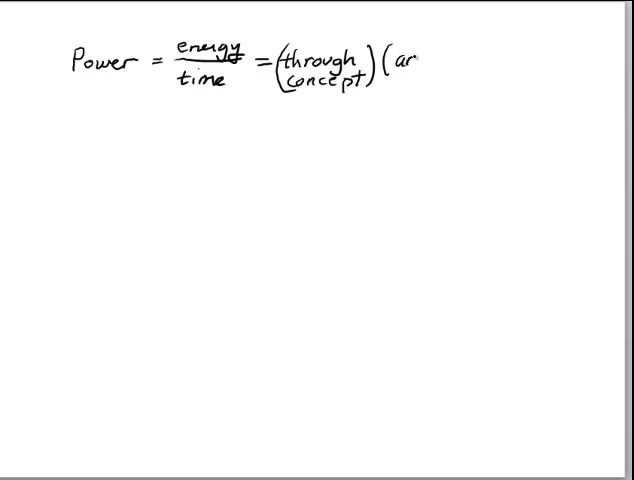 Power = energy/time = (through concept) (ar